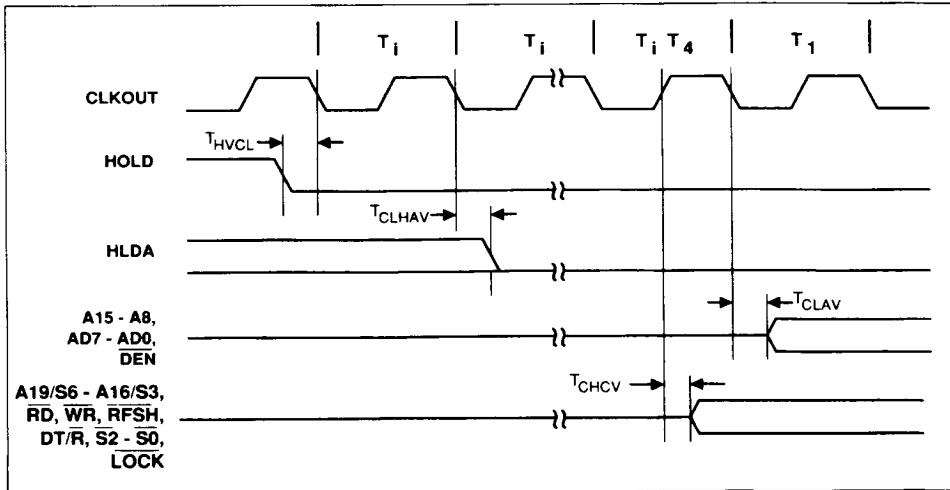 Ti Ti Ti T4 T1
CLKOUT
THVCL
HOLD
TCLHAV
HLDA
TCLAV
A15 - A8,
AD7 - AD0,
DEN
TCHCV
A19/S6 - A16/S3,
RD, WR, RFSH,
DT/R, S2 - S0,
LOCK